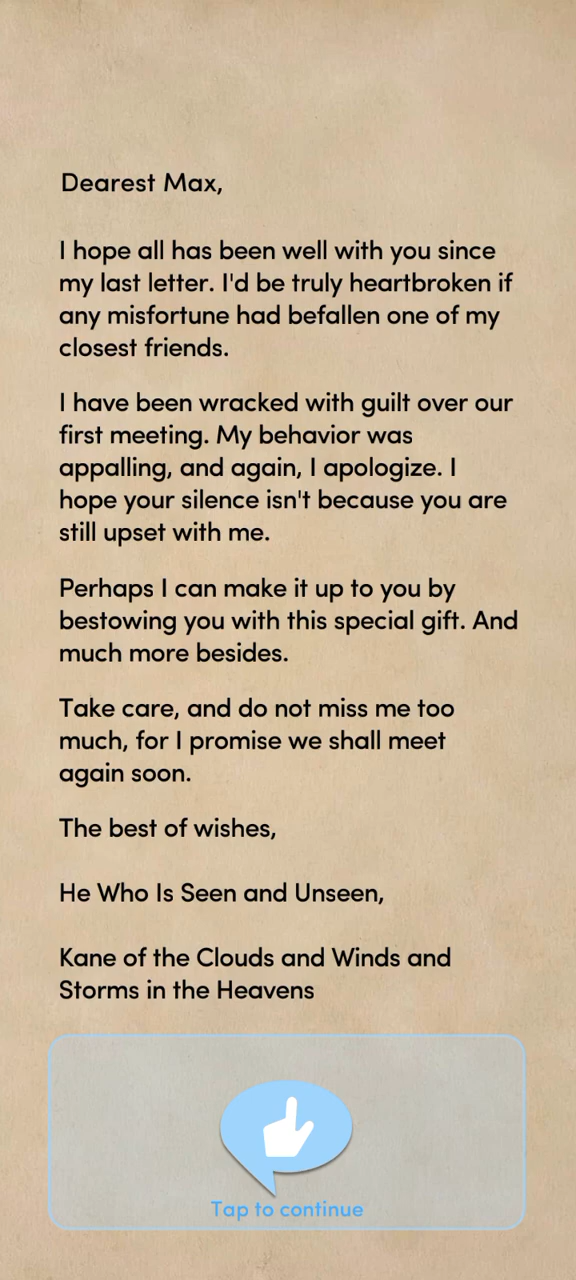 Dearest Max,
I hope all has been well with you since
my last letter. I'd be truly heartbroken if
any misfortune had befallen one of my
closest friends.
I have been wracked with guilt over our
first meeting. My behavior was
appalling, and again, I apologize. I
hope your silence isn't because you are
still upset with me.
Perhaps I can make it up to you by
bestowing you with this special gift. And
much more besides.
Take care, and do not miss me too
much, for I promise we shall meet
again soon.
The best of wishes,
He Who Is Seen and Unseen,
Kane of the Clouds and Winds and
Storms in the Heavens
Tap to continue